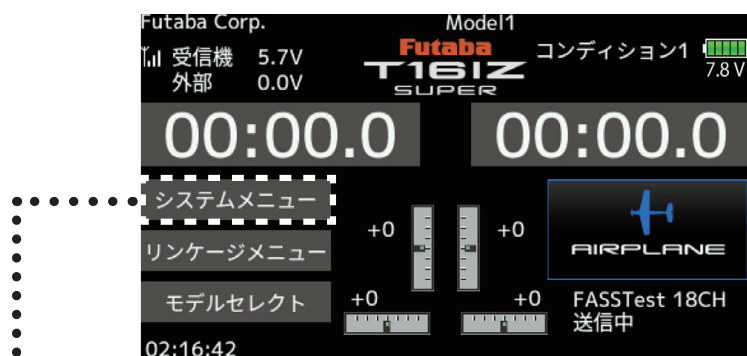 Futaba Corp.
Model1
受信機 5.7V
外部 0.0V
Futaba
T16IZ
SUPER
コンディション1
7.8 V
00:00.0
00:00.0
システムメニュー
リンケージメニュー
モデルセレクト
+0
+0
+0
+0
AIRPLANE
FASSTest 18CH
送信中
02:16:42